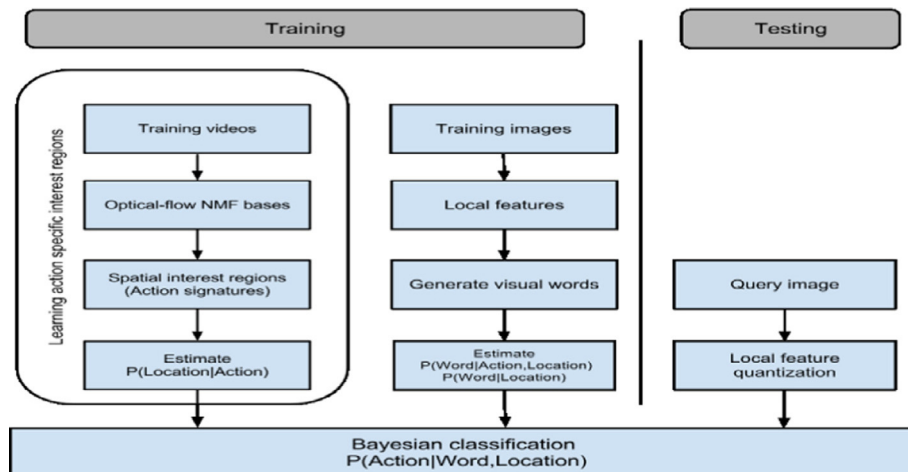 Training
Testing
Learning action specific interest regions
Training videos
Optical-flow NMF bases
Spatial interest regions
(Action signatures)
Estimate
P(Location|Action)
Training images
Local features
Generate visual words
Estimate
P(Word|Action,Location)
P(Word|Location)
Query image
Local feature
quantization
Bayesian classification
P(Action|Word,Location)